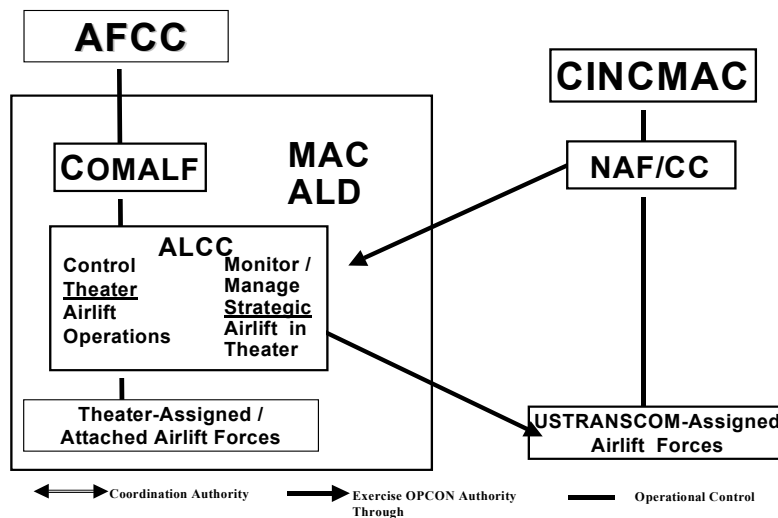 AFCC
CINCMAC
COMALF
MAC
ALD
NAF/CC
ALCC
Control
Theater
Airlift
Operations
Monitor /
Manage
Strategic
Airlift in
Theater
Theater-Assigned /
Attached Airlift Forces
USTRANSCOM-Assigned
Airlift Forces
Coordination Authority
Exercise OPCON Authority
Through
Operational Control